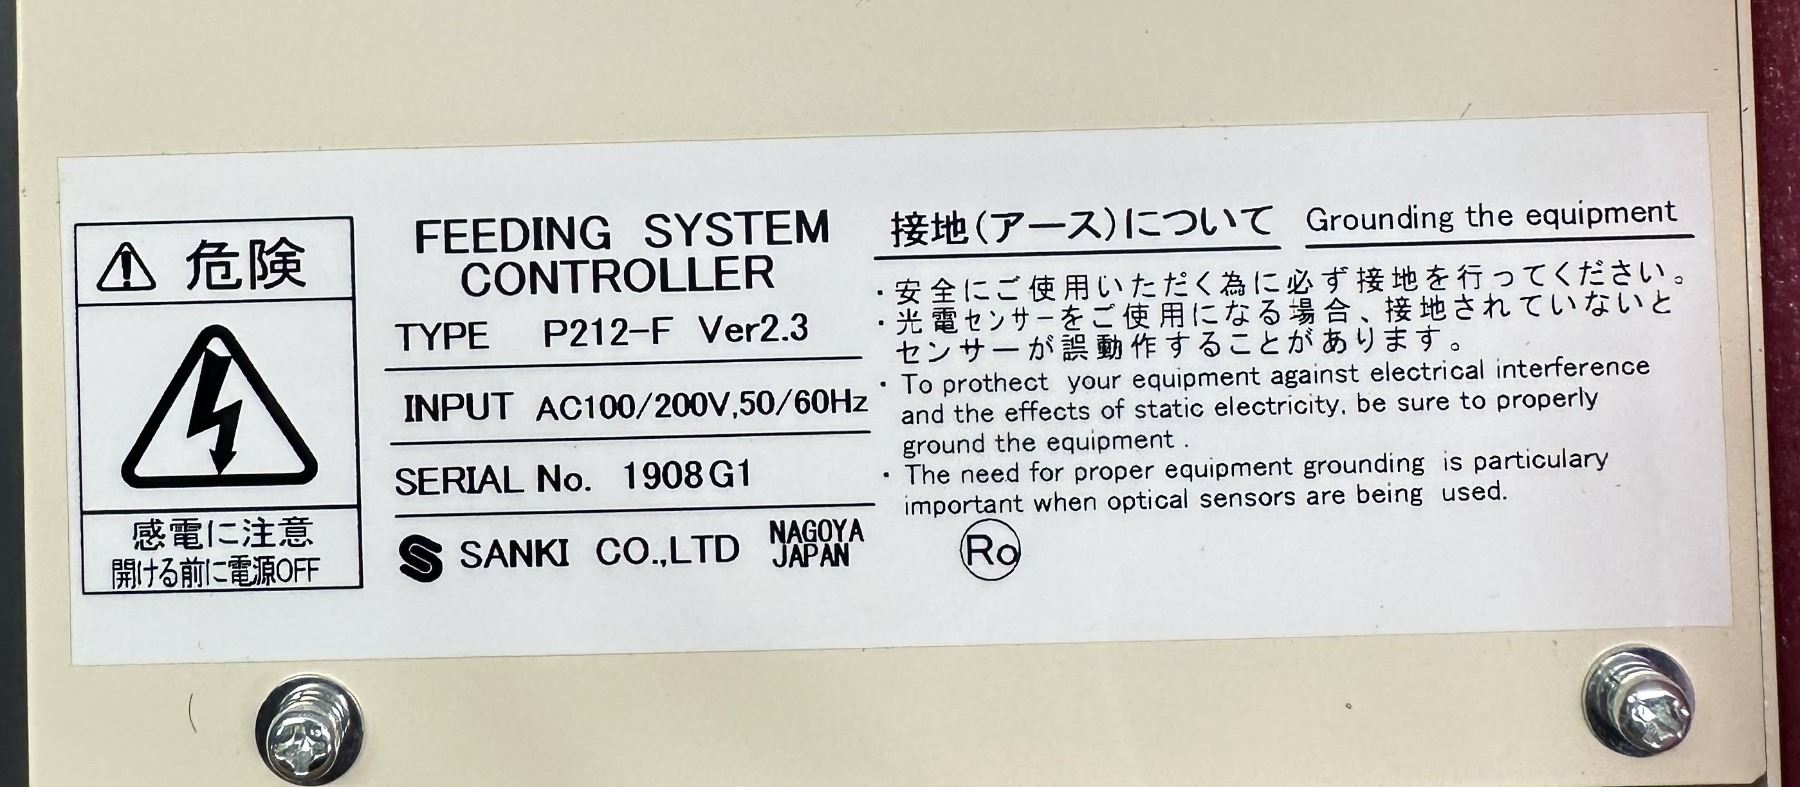 危険
感電に注意
開ける前に電源OFF
FEEDING SYSTEM
CONTROLLER
TYPE P212-F Ver2.3
INPUT AC100/200V,50/60Hz
SERIAL No. 1908G1
SANKI CO.,LTD NAGOYA JAPAN
接地(アース)について Grounding the equipment
・安全にご使用いただく為に必ず接地を行ってください。
・光電センサーをご使用になる場合、接地されていないと
センサーが誤動作することがあります。
・To prothect your equipment against electrical interference
and the effects of static electricity, be sure to properly
ground the equipment .
・The need for proper equipment grounding is particulary
important when optical sensors are being used.
Ro